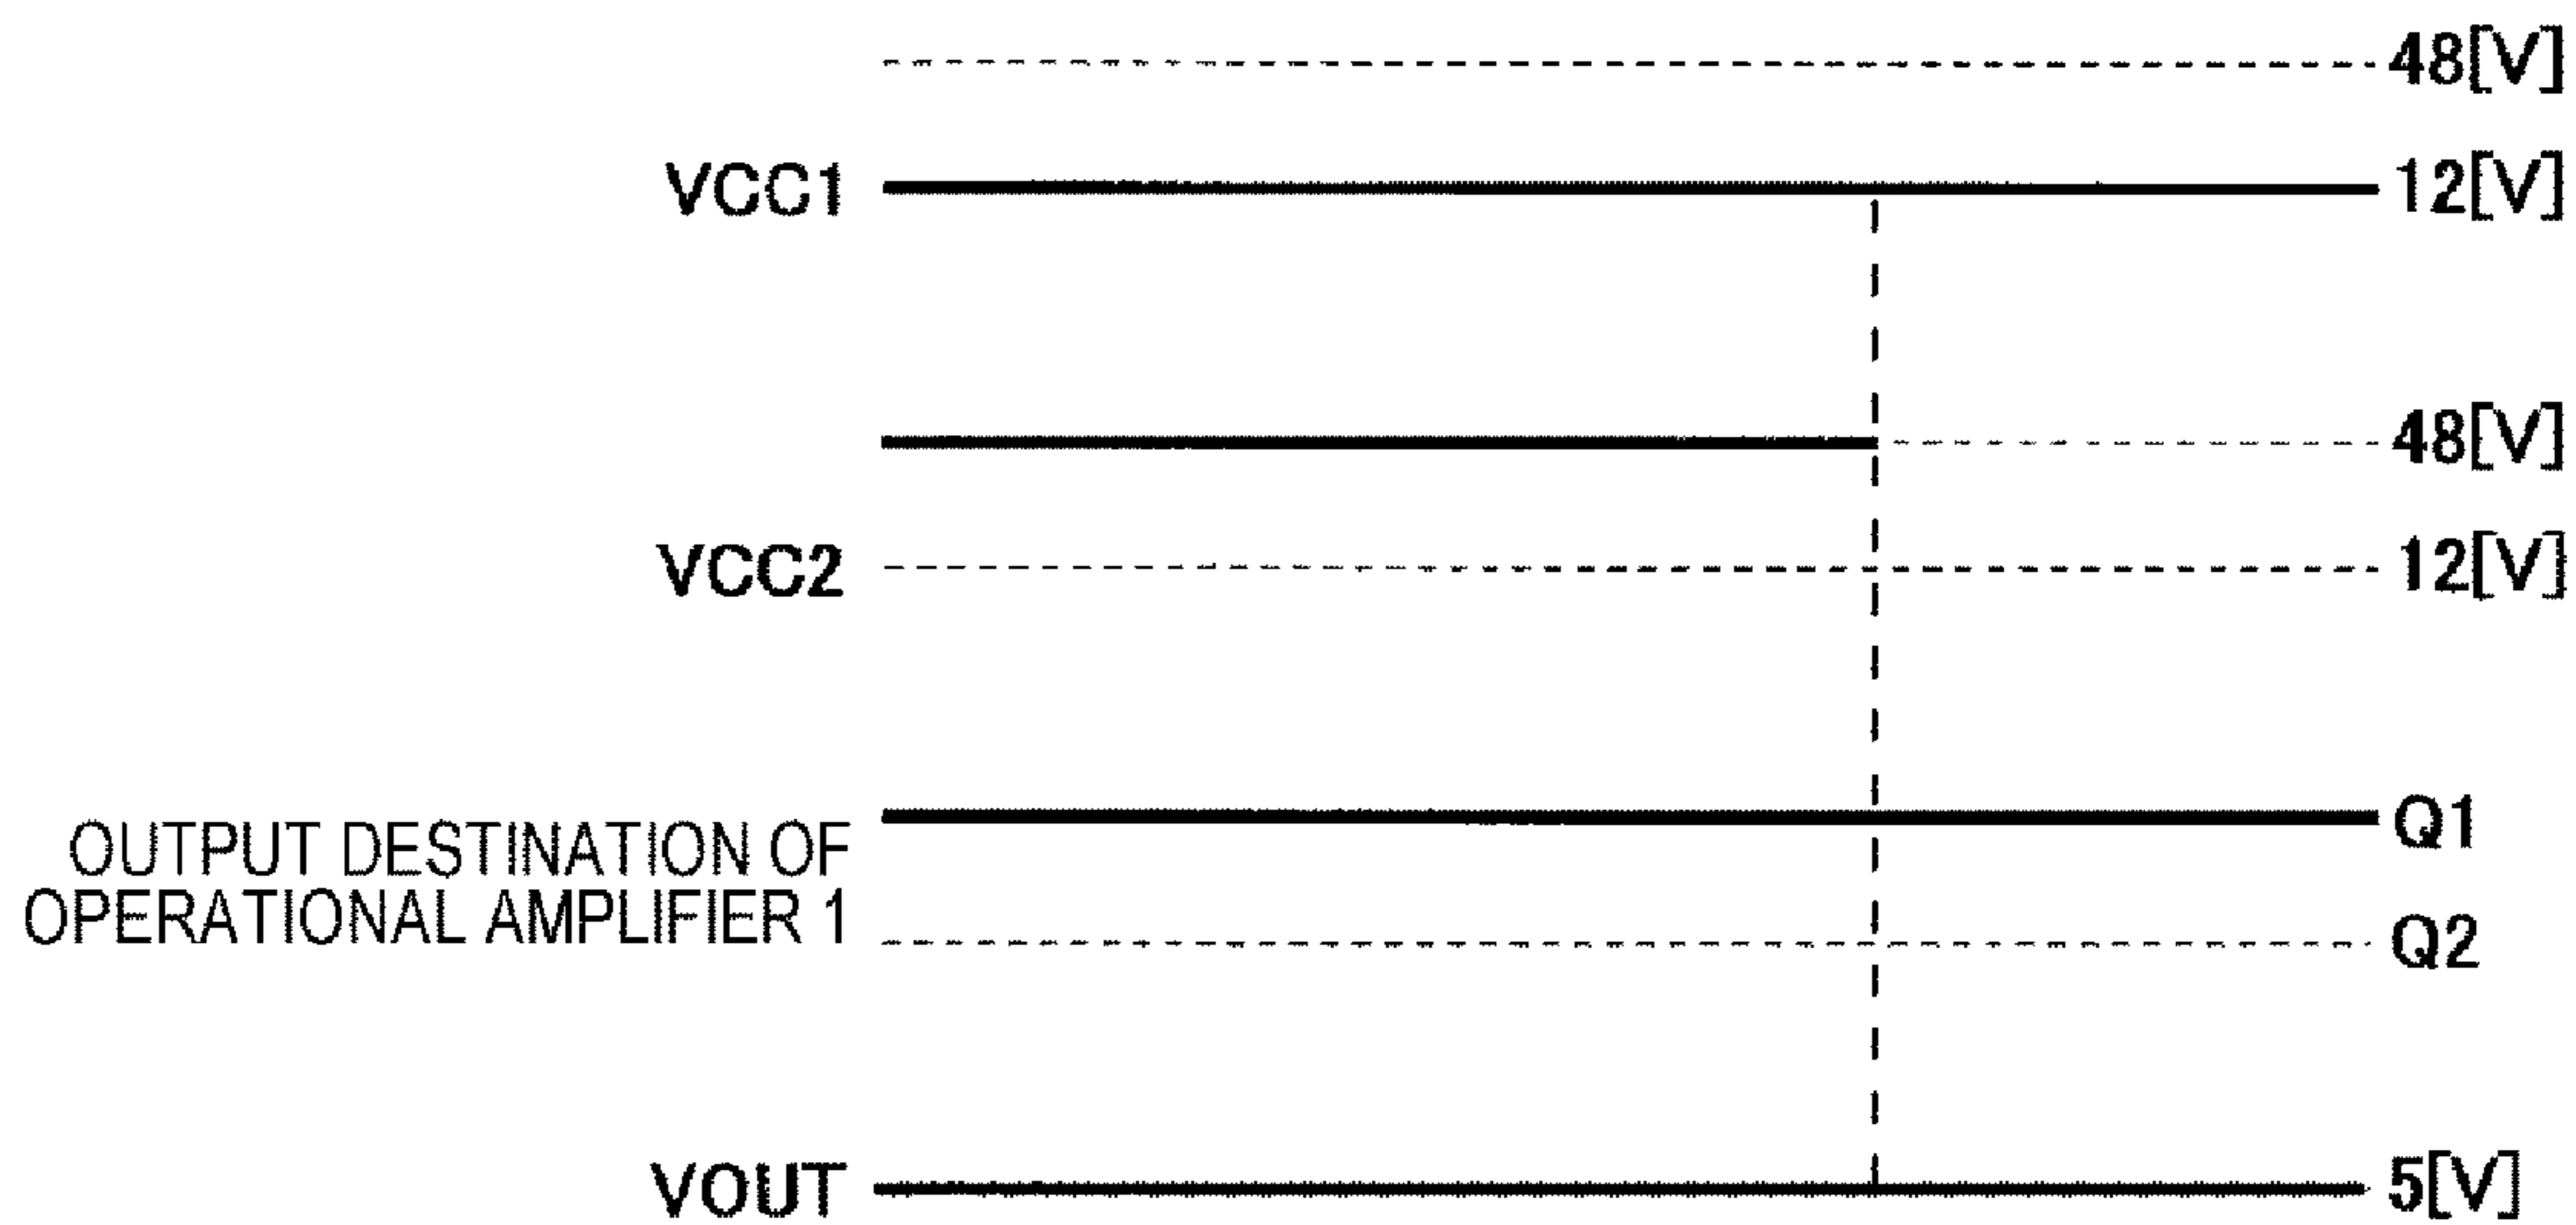 48[V]
VCC1
12[V]
48[V]
VCC2
12[V]
Q1
OUTPUT DESTINATION OF
OPERATIONAL AMPLIFIER 1
Q2
VOUT
5[V]